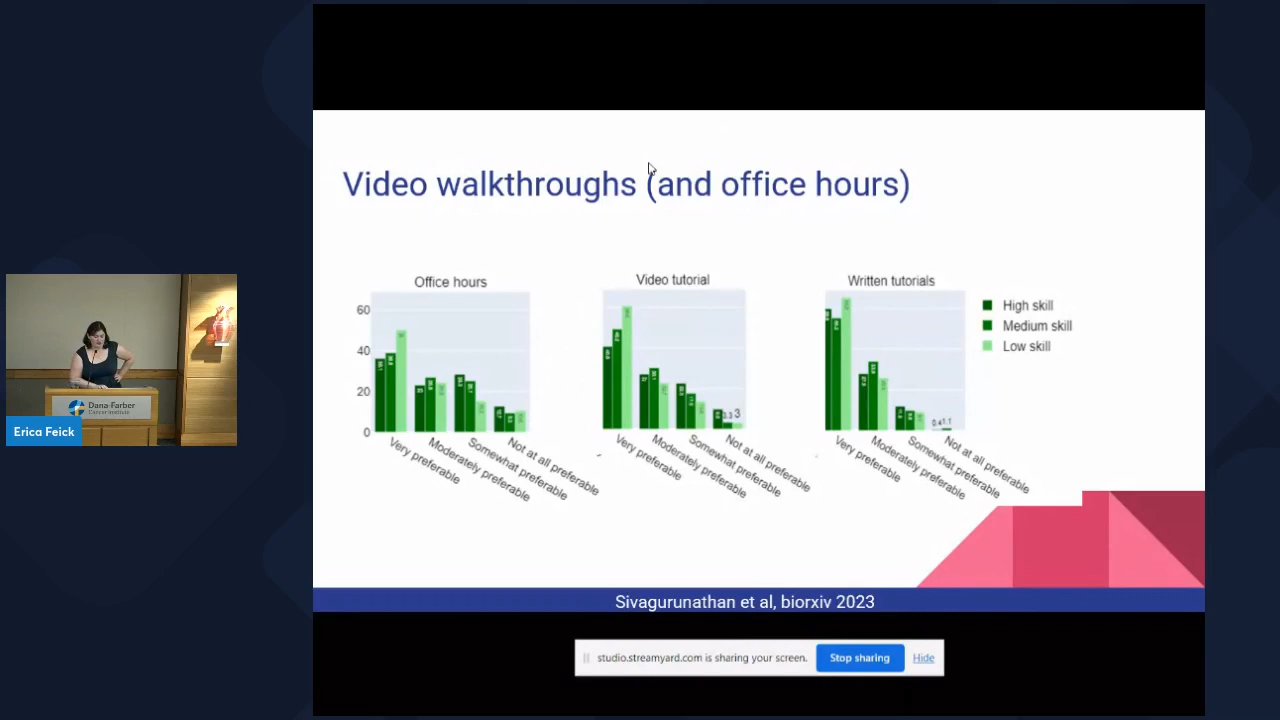 Video walkthroughs (and office hours)
Office hours
Video tutorial
Written tutorials
60
40
20
0
High skill
Medium skill
Low skill
3
Very preferable
Moderately preferable
Somewhat preferable
Not at all preferable
Very preferable
Moderately preferable
Somewhat preferable
Not at all preferable
Very preferable
Moderately preferable
Somewhat preferable
Not at all preferable
Dana-Farber
Cancer Institute
Erica Feick
Sivagurunathan et al, biorxiv 2023
studio.streamyard.com is sharing your screen.
Stop sharing
Hide